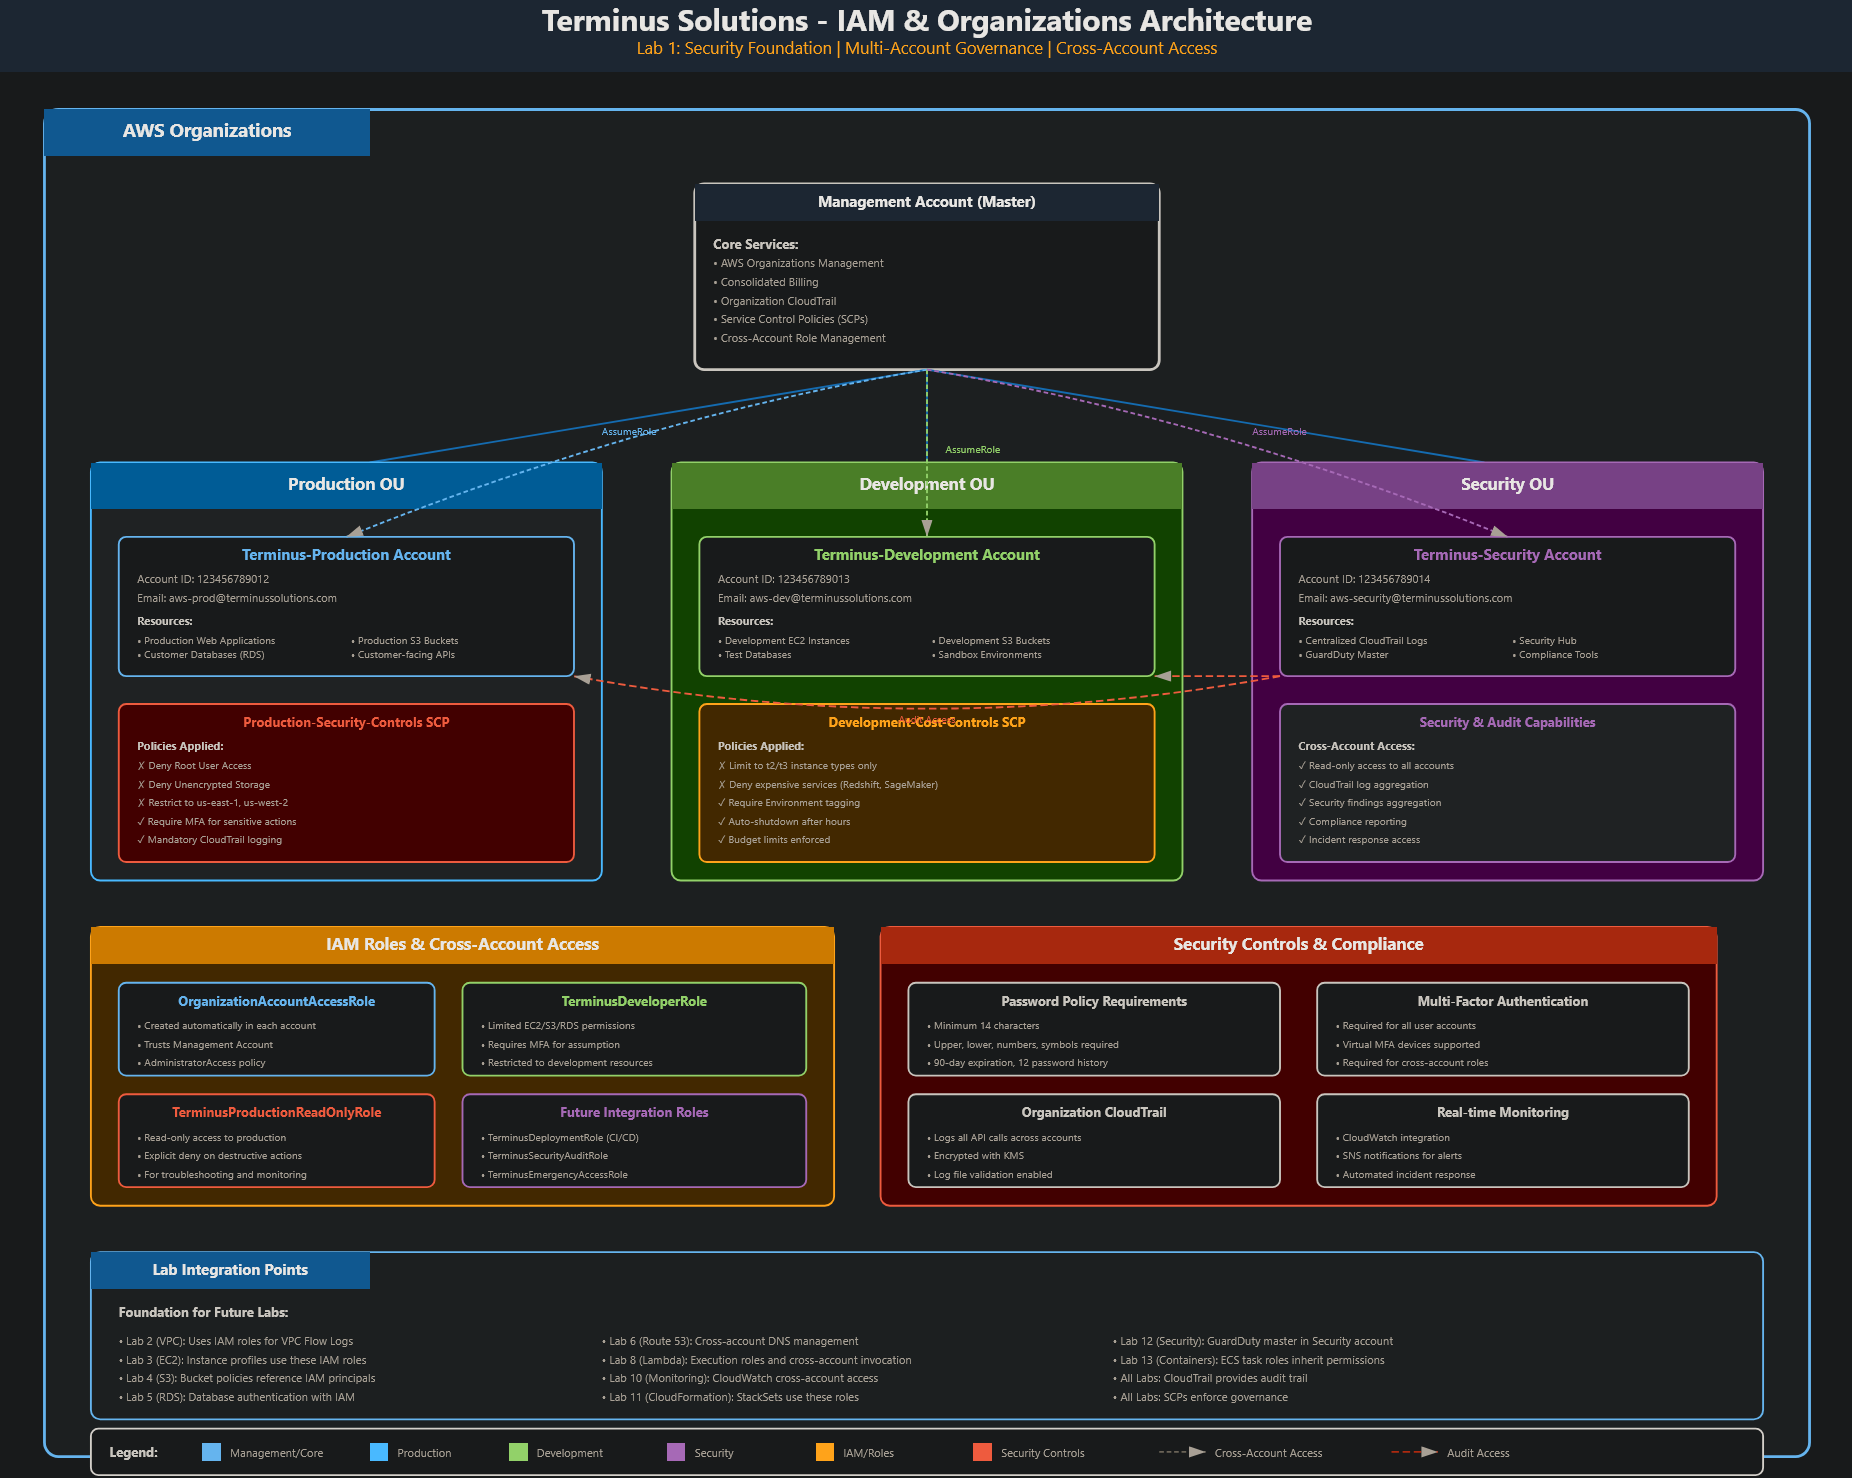 Terminus Solutions - IAM & Organizations Architecture
Lab 1: Security Foundation | Multi-Account Governance | Cross-Account Access
AWS Organizations
Management Account (Master)
Core Services:
• AWS Organizations Management
• Consolidated Billing
• Organization CloudTrail
• Service Control Policies (SCPs)
• Cross-Account Role Management
AssumeRole
AssumeRole
AssumeRole
Production OU
Terminus-Production Account
Account ID: 123456789012
Email: aws-prod@terminussolutions.com
Resources:
• Production Web Applications
• Customer Databases (RDS)
• Production S3 Buckets
• Customer-facing APIs
Production-Security-Controls SCP
Policies Applied:
✗ Deny Root User Access
✗ Deny Unencrypted Storage
✗ Restrict to us-east-1, us-west-2
✓ Require MFA for sensitive actions
✓ Mandatory CloudTrail logging
Development OU
Terminus-Development Account
Account ID: 123456789013
Email: aws-dev@terminussolutions.com
Resources:
• Development EC2 Instances
• Test Databases
• Development S3 Buckets
• Sandbox Environments
Audit Access
Development-Cost-Controls SCP
Policies Applied:
✗ Limit to t2/t3 instance types only
✗ Deny expensive services (Redshift, SageMaker)
✓ Require Environment tagging
✓ Auto-shutdown after hours
✓ Budget limits enforced
Security OU
Terminus-Security Account
Account ID: 123456789014
Email: aws-security@terminussolutions.com
Resources:
• Centralized CloudTrail Logs
• GuardDuty Master
• Security Hub
• Compliance Tools
Security & Audit Capabilities
Cross-Account Access:
✓ Read-only access to all accounts
✓ CloudTrail log aggregation
✓ Security findings aggregation
✓ Compliance reporting
✓ Incident response access
IAM Roles & Cross-Account Access
OrganizationAccountAccessRole
• Created automatically in each account
• Trusts Management Account
• AdministratorAccess policy
TerminusDeveloperRole
• Limited EC2/S3/RDS permissions
• Requires MFA for assumption
• Restricted to development resources
TerminusProductionReadOnlyRole
• Read-only access to production
• Explicit deny on destructive actions
• For troubleshooting and monitoring
Future Integration Roles
• TerminusDeploymentRole (CI/CD)
• TerminusSecurityAuditRole
• TerminusEmergencyAccessRole
Security Controls & Compliance
Password Policy Requirements
• Minimum 14 characters
• Upper, lower, numbers, symbols required
• 90-day expiration, 12 password history
Multi-Factor Authentication
• Required for all user accounts
• Virtual MFA devices supported
• Required for cross-account roles
Organization CloudTrail
• Logs all API calls across accounts
• Encrypted with KMS
• Log file validation enabled
Real-time Monitoring
• CloudWatch integration
• SNS notifications for alerts
• Automated incident response
Lab Integration Points
Foundation for Future Labs:
• Lab 2 (VPC): Uses IAM roles for VPC Flow Logs
• Lab 3 (EC2): Instance profiles use these IAM roles
• Lab 4 (S3): Bucket policies reference IAM principals
• Lab 5 (RDS): Database authentication with IAM
• Lab 6 (Route 53): Cross-account DNS management
• Lab 8 (Lambda): Execution roles and cross-account invocation
• Lab 10 (Monitoring): CloudWatch cross-account access
• Lab 11 (CloudFormation): StackSets use these roles
• Lab 12 (Security): GuardDuty master in Security account
• Lab 13 (Containers): ECS task roles inherit permissions
• All Labs: CloudTrail provides audit trail
• All Labs: SCPs enforce governance
Legend:
Management/Core
Production
Development
Security
IAM/Roles
Security Controls
Cross-Account Access
Audit Access